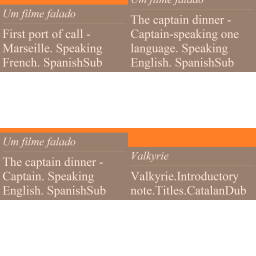 Um filme falado
First port of call -
Marseille. Speaking
French. SpanishSub
Um filme falado
The captain dinner -
Captain-speaking one
language. Speaking
English. SpanishSub
Um filme falado
The captain dinner -
Captain. Speaking
English. SpanishSub
Valkyrie
Valkyrie.Introductory
note.Titles.CatalanDub